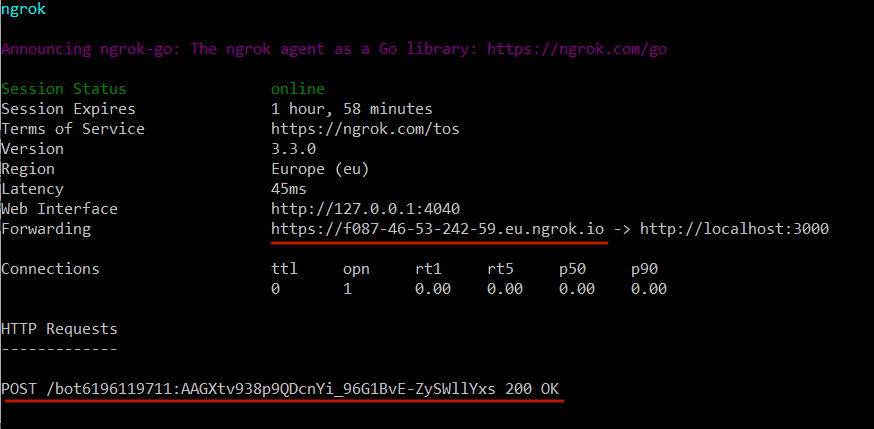 ngrok
Announcing ngrok-go: The ngrok agent as a Go library: https://ngrok.com/go
Session Status online
Session Expires 1 hour, 58 minutes
Terms of Service https://ngrok.com/tos
Version 3.3.0
Region Europe (eu)
Latency 45ms
Web Interface http://127.0.0.1:4040
Forwarding https://f087-46-53-242-59.eu.ngrok.io -> http://localhost:3000
Connections ttl opn rt1 rt5 p50 p90
0 1 0.00 0.00 0.00 0.00
HTTP Requests
-------------
POST /bot6196119711:AAGXtv938p9QDcnYi_96G1BvE-ZySWllYxs 200 OK